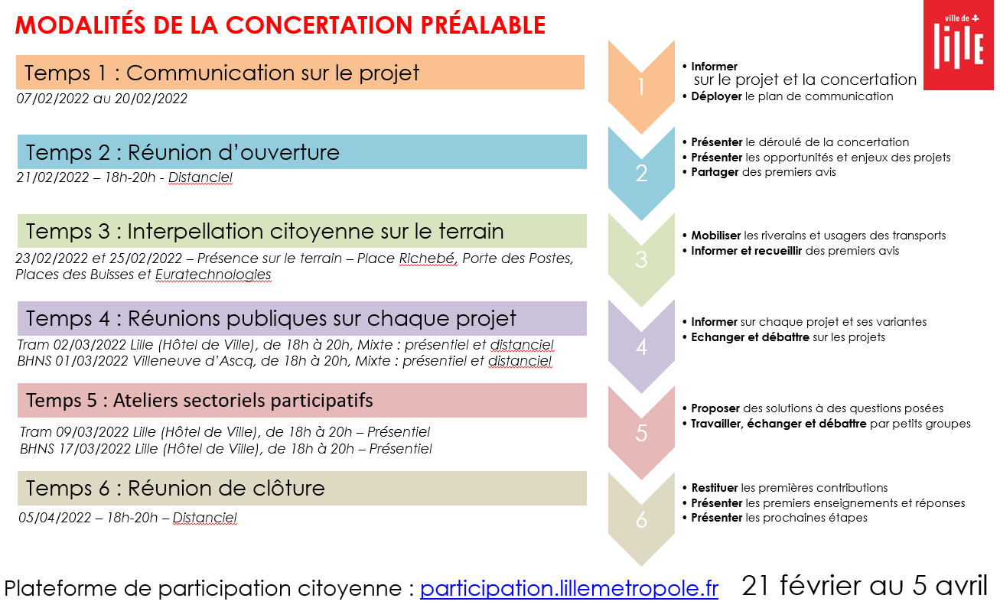 MODALITÉS DE LA CONCERTATION PRÉALABLE
ville de
lille
Temps 1 : Communication sur le projet
07/02/2022 au 20/02/2022
1
• Informer
sur le projet et la concertation
• Déployer le plan de communication
Temps 2 : Réunion d’ouverture
21/02/2022 – 18h-20h - Distanciel
2
• Présenter le déroulé de la concertation
• Présenter les opportunités et enjeux des projets
• Partager des premiers avis
Temps 3 : Interpellation citoyenne sur le terrain
23/02/2022 et 25/02/2022 – Présence sur le terrain – Place Richebé, Porte des Postes,
Places des Buisses et Euratechnologies
3
• Mobiliser les riverains et usagers des transports
• Informer et recueillir des premiers avis
Temps 4 : Réunions publiques sur chaque projet
Tram 02/03/2022 Lille (Hôtel de Ville), de 18h à 20h, Mixte : présentiel et distanciel
BHNS 01/03/2022 Villeneuve d’Ascq, de 18h à 20h, Mixte : présentiel et distanciel
4
• Informer sur chaque projet et ses variantes
• Echanger et débattre sur les projets
Temps 5 : Ateliers sectoriels participatifs
Tram 09/03/2022 Lille (Hôtel de Ville), de 18h à 20h – Présentiel
BHNS 17/03/2022 Lille (Hôtel de Ville), de 18h à 20h – Présentiel
5
• Proposer des solutions à des questions posées
• Travailler, échanger et débattre par petits groupes
Temps 6 : Réunion de clôture
05/04/2022 – 18h-20h – Distanciel
6
• Restituer les premières contributions
• Présenter les premiers enseignements et réponses
• Présenter les prochaines étapes
Plateforme de participation citoyenne : participation.lillemetropole.fr
21 février au 5 avril